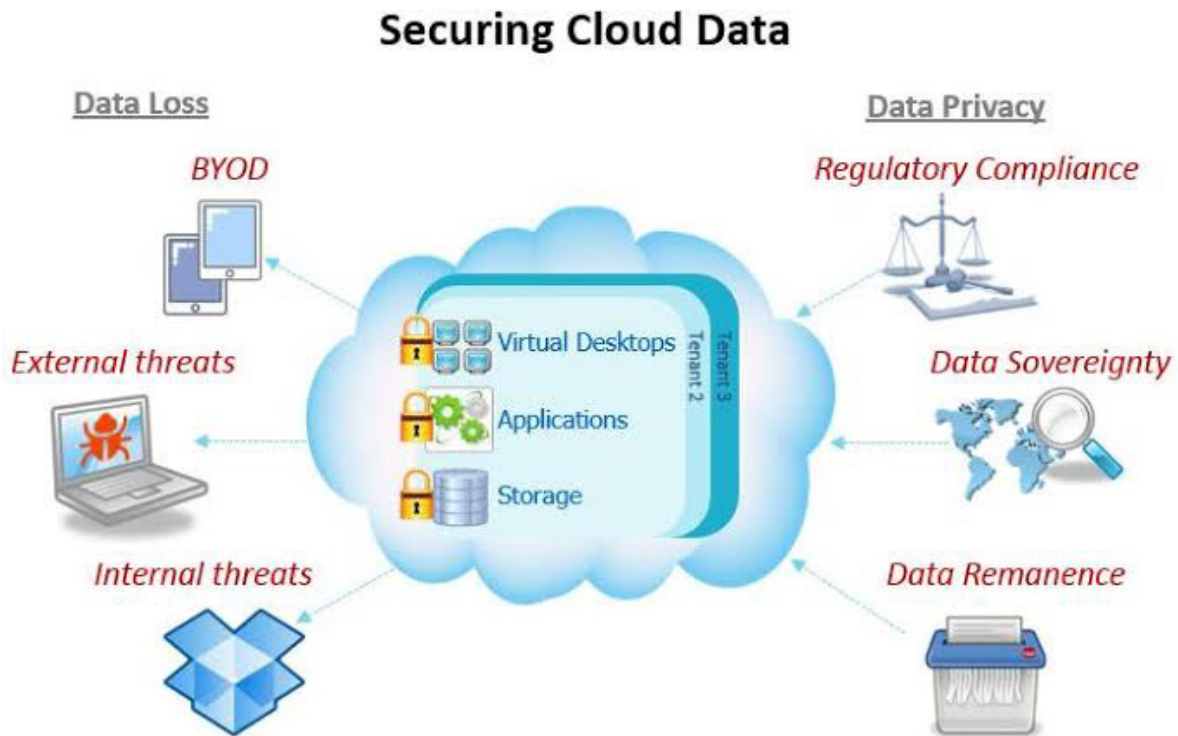 Securing Cloud Data
Data Loss
Data Privacy
BYOD
Regulatory Compliance
External threats
Virtual Desktops
Tenant 2
Tenant 3
Data Sovereignty
Applications
Storage
Internal threats
Data Remanence